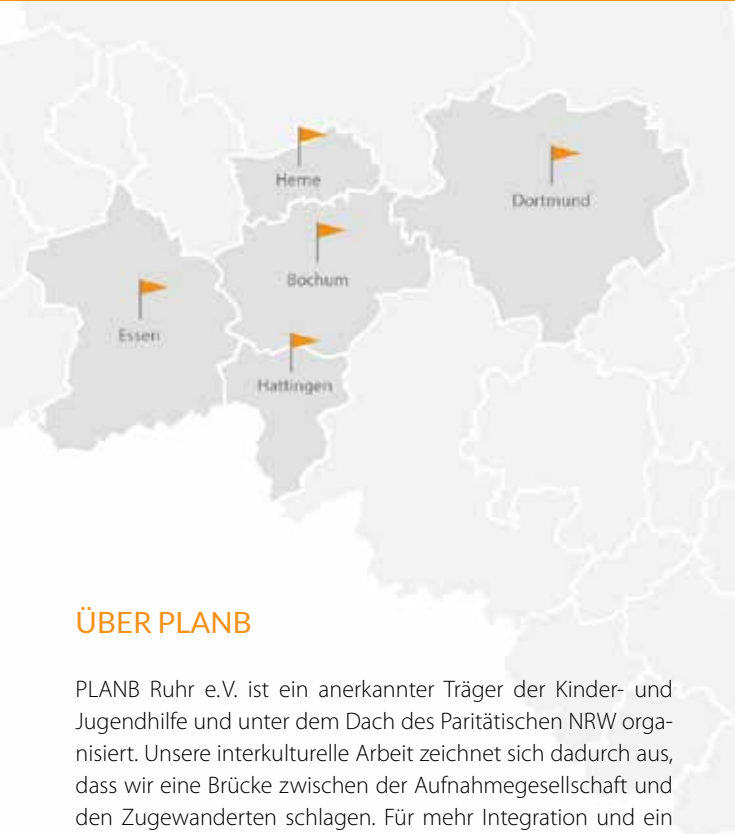 Herne
Dortmund
Bochum
Essen
Hattingen
ÜBER PLANB
PLANB Ruhr e.V. ist ein anerkannter Träger der Kinder- und
Jugendhilfe und unter dem Dach des Paritätischen NRW orga-
nisiert. Unsere interkulturelle Arbeit zeichnet sich dadurch aus,
dass wir eine Brücke zwischen der Aufnahmegesellschaft und
den Zugewanderten schlagen. Für mehr Integration und ein